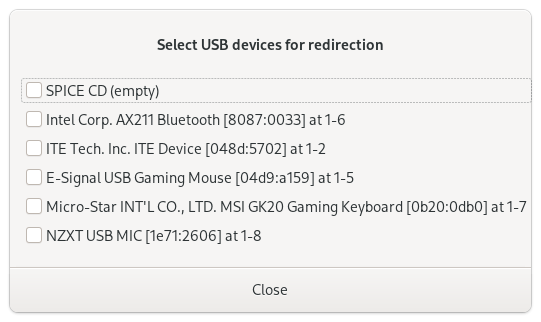 Select USB devices for redirection
SPICE CD (empty)
Intel Corp. AX211 Bluetooth [8087:0033] at 1-6
ITE Tech. Inc. ITE Device [048d:5702] at 1-2
E-Signal USB Gaming Mouse [04d9:a159] at 1-5
Micro-Star INT'L CO., LTD. MSI GK20 Gaming Keyboard [0b20:0db0] at 1-7
NZXT USB MIC [1e71:2606] at 1-8
Close